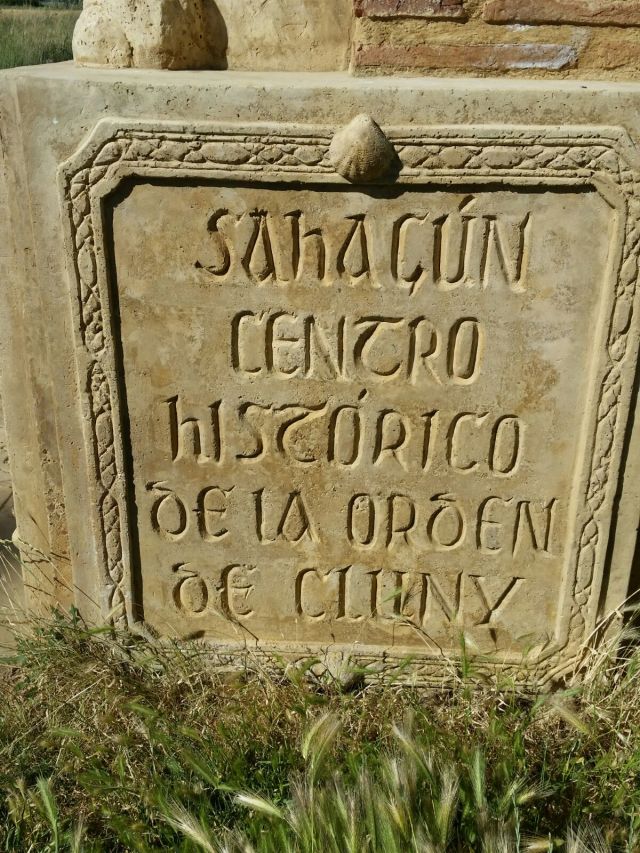 SAHAGÚN
CENTRO
HISTÓRICO
DE LA ORDEN
DE CLUNY